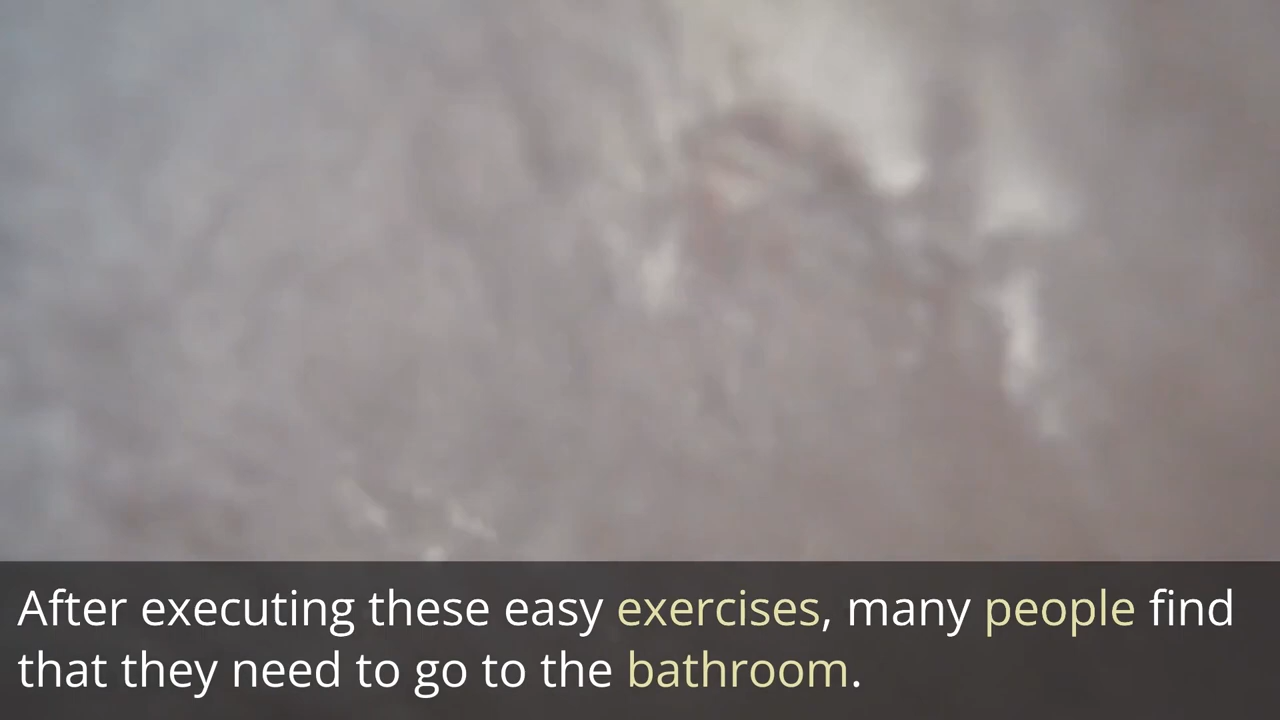 After executing these easy exercises, many people find
that they need to go to the bathroom.